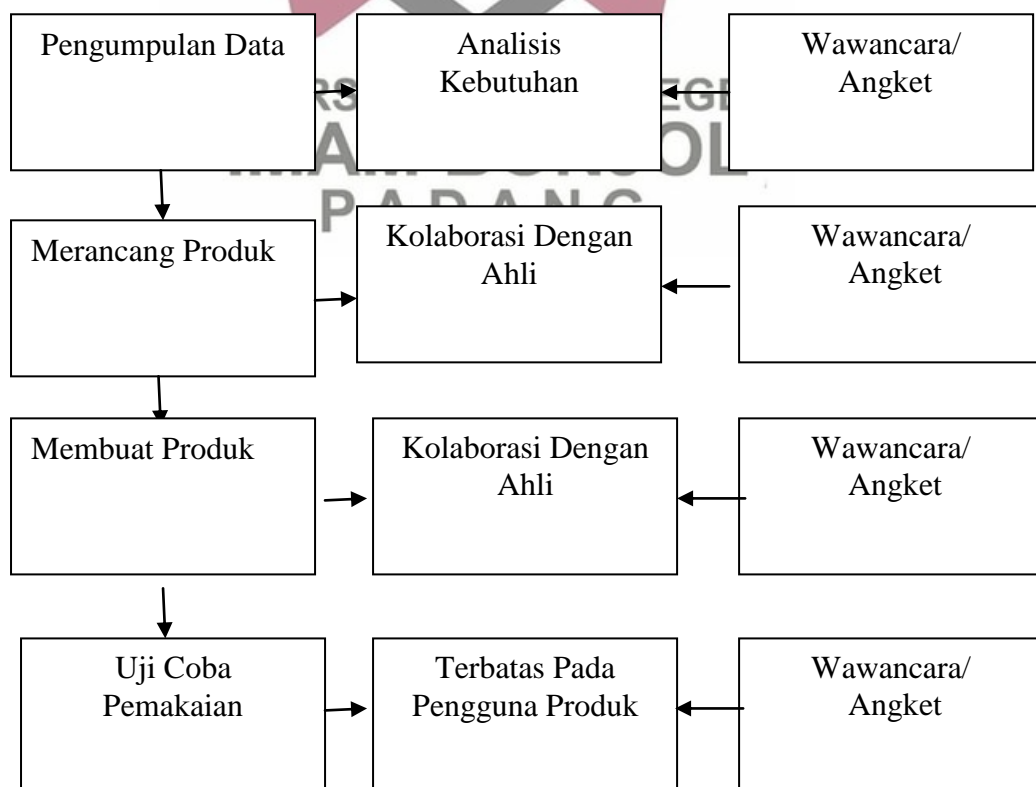 Pengumpulan Data
Analisis
Kebutuhan
Wawancara/
Angket
Merancang Produk
Kolaborasi Dengan
Ahli
Wawancara/
Angket
Membuat Produk
Kolaborasi Dengan
Ahli
Wawancara/
Angket
Uji Coba
Pemakaian
Terbatas Pada
Pengguna Produk
Wawancara/
Angket
PADANG